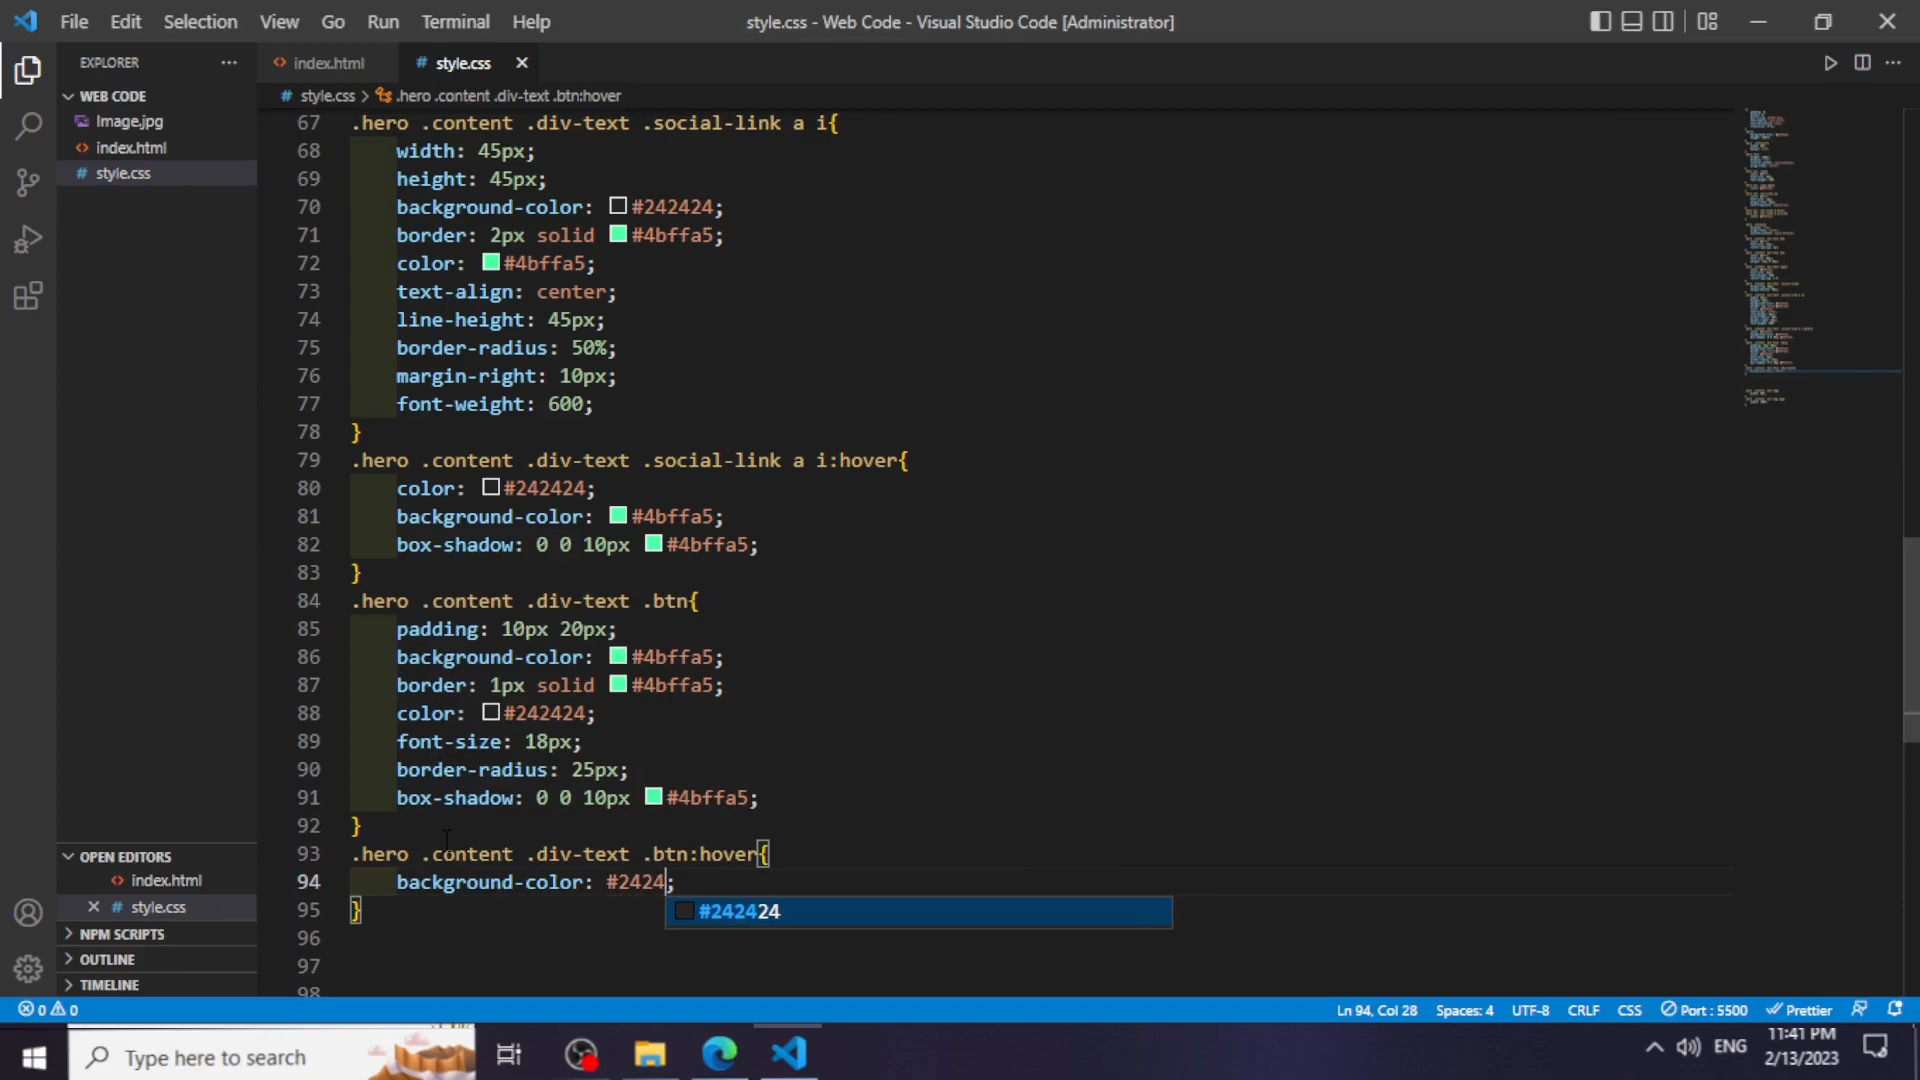 File Edit Selection View Go Run Terminal Help
style.css - Web Code - Visual Studio Code [Administrator]
EXPLORER
index.html
# style.css
WEB CODE
# style.css > .hero .content .div-text .btn:hover
Image.jpg
index.html
# style.css
67 .hero .content .div-text .social-link a i{
68 width: 45px;
69 height: 45px;
70 background-color: #242424;
71 border: 2px solid #4bffa5;
72 color: #4bffa5;
73 text-align: center;
74 line-height: 45px;
75 border-radius: 50%;
76 margin-right: 10px;
77 font-weight: 600;
78 }
79 .hero .content .div-text .social-link a i:hover{
80 color: #242424;
81 background-color: #4bffa5;
82 box-shadow: 0 0 10px #4bffa5;
83 }
84 .hero .content .div-text .btn{
85 padding: 10px 20px;
86 background-color: #4bffa5;
87 border: 1px solid #4bffa5;
88 color: #242424;
89 font-size: 18px;
90 border-radius: 25px;
91 box-shadow: 0 0 10px #4bffa5;
92 }
93 .hero .content .div-text .btn:hover{
94 background-color: #2424;
95 }
#242424
96
97
98
OPEN EDITORS
index.html
# style.css
NPM SCRIPTS
OUTLINE
TIMELINE
0 0
Ln 94, Col 28 Spaces: 4 UTF-8 CRLF CSS Port : 5500 Prettier
Type here to search
ENG
11:41 PM
2/13/2023